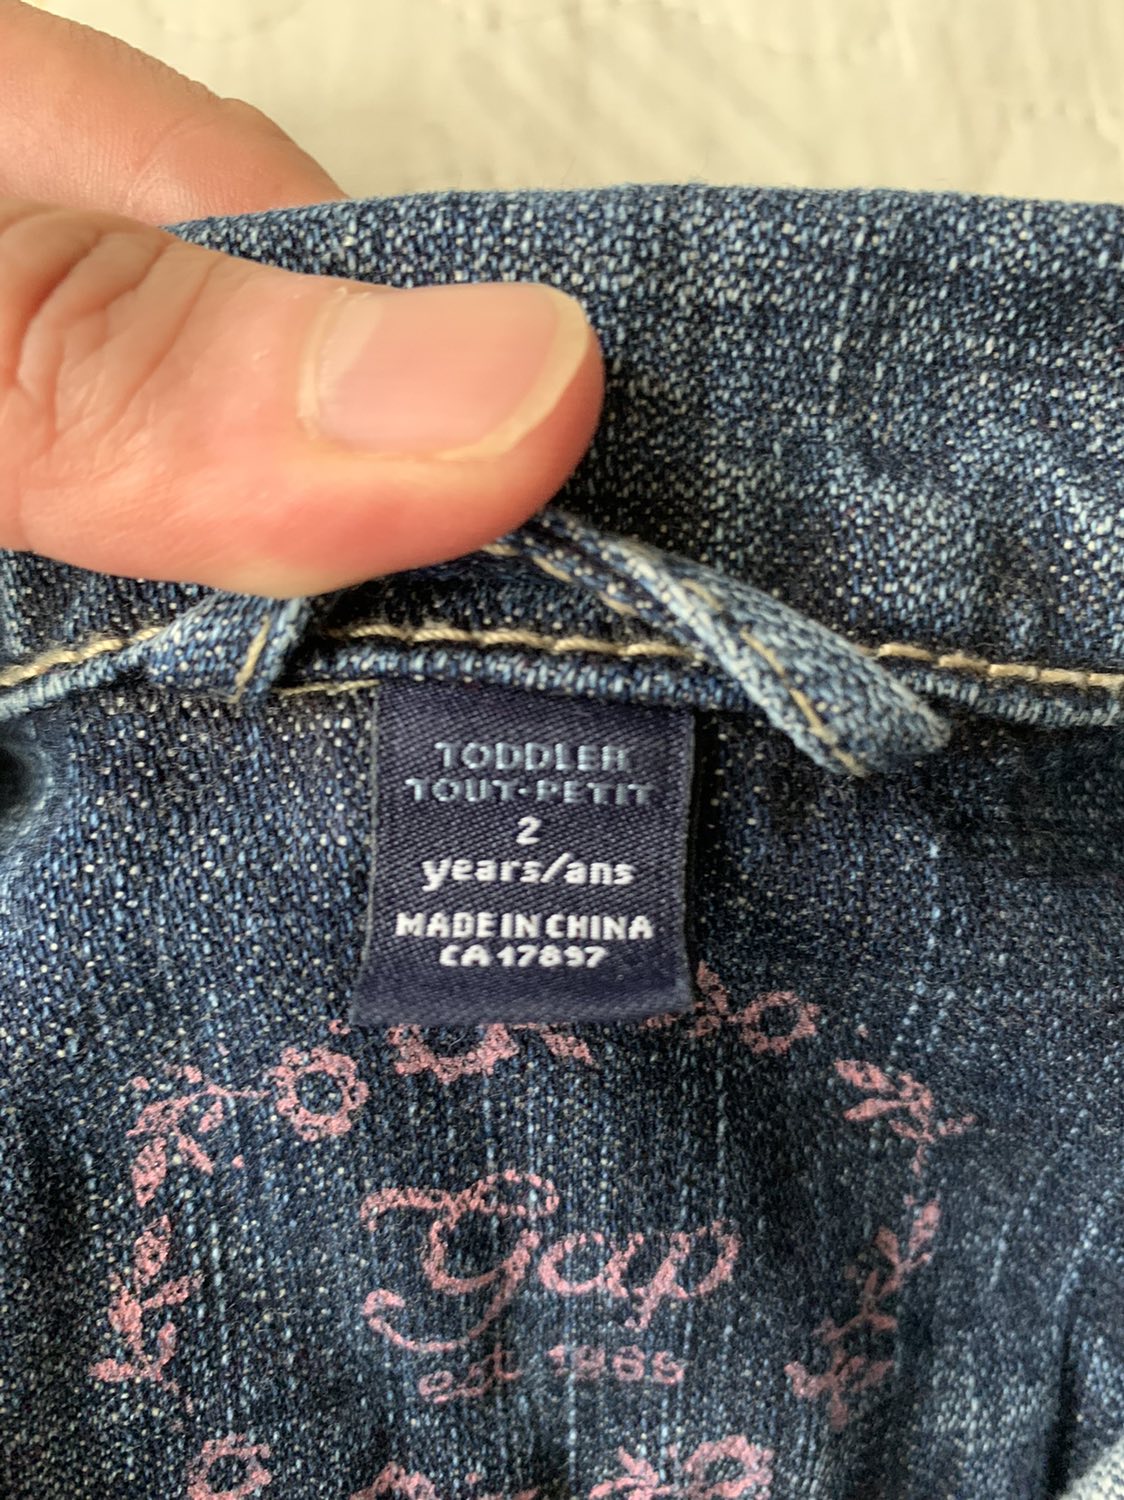 TODDLER
TOUT-PETIT
2
years/ans
MADE IN CHINA
CA 17897
Gap
est 1969